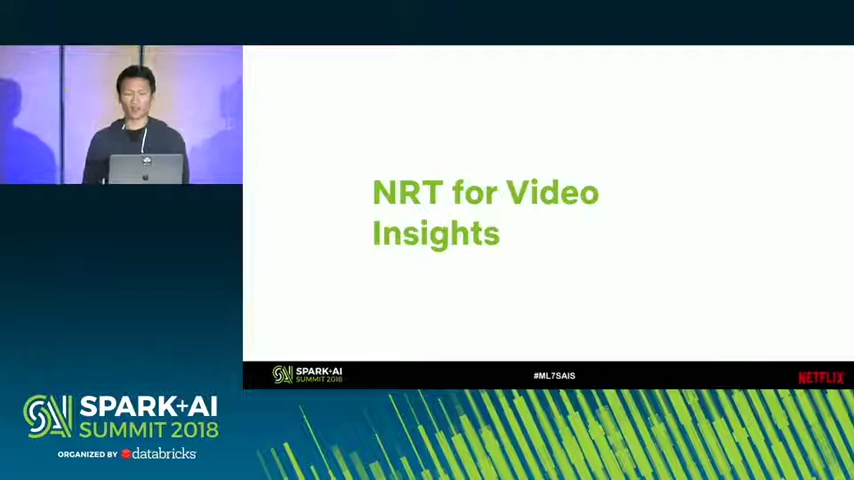 NRT for Video
Insights
SPARK+AI
SUMMIT 2018
#ML7SAIS
NETFLIX
SPARK+AI
SUMMIT 2018
ORGANIZED BY databricks